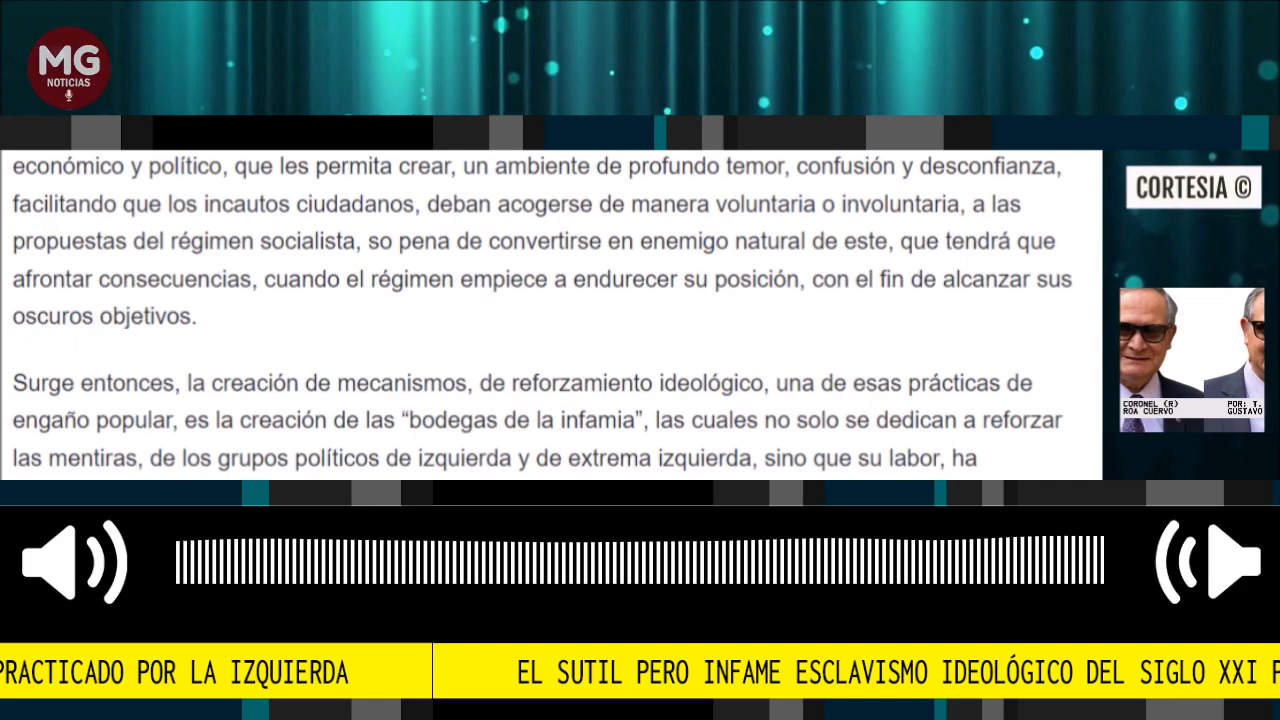 MG
NOTICIAS
económico y político, que les permita crear, un ambiente de profundo temor, confusión y desconfianza,
facilitando que los incautos ciudadanos, deban acogerse de manera voluntaria o involuntaria, a las
propuestas del régimen socialista, so pena de convertirse en enemigo natural de este, que tendrá que
afrontar consecuencias, cuando el régimen empiece a endurecer su posición, con el fin de alcanzar sus
oscuros objetivos.
Surge entonces, la creación de mecanismos, de reforzamiento ideológico, una de esas prácticas de
engaño popular, es la creación de las “bodegas de la infamia”, las cuales no solo se dedican a reforzar
las mentiras, de los grupos políticos de izquierda y de extrema izquierda, sino que su labor, ha
CORTESIA ©
CORONEL (R)
ROA CUERVO
POR: T.
GUSTAVO
PRACTICADO POR LA IZQUIERDA
EL SUTIL PERO INFAME ESCLAVISMO IDEOLÓGICO DEL SIGLO XXI P